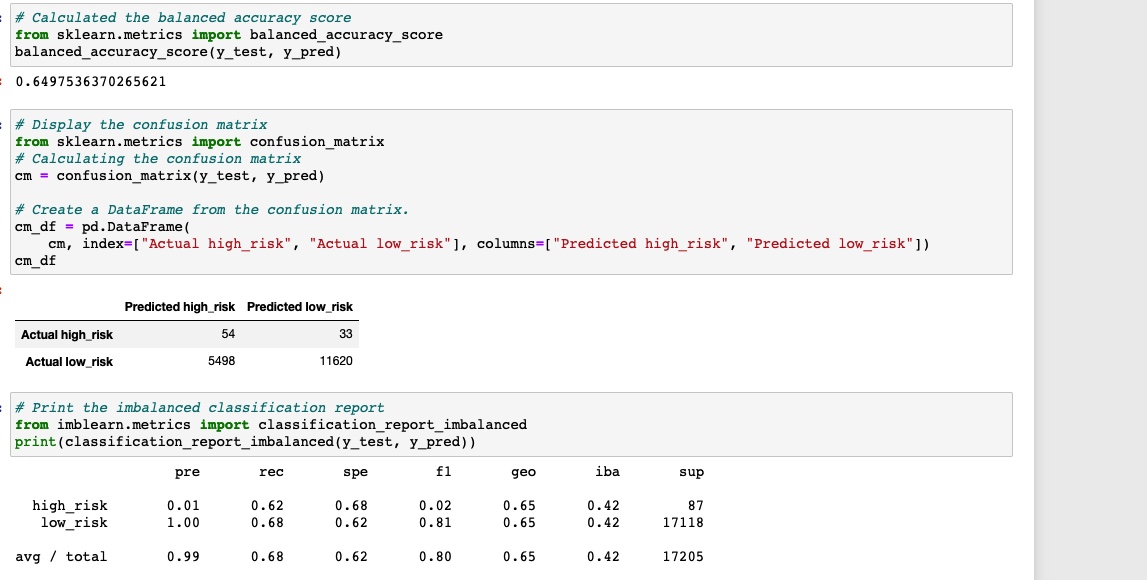 # Calculated the balanced accuracy score
from sklearn.metrics import balanced_accuracy_score
balanced_accuracy_score(y_test, y_pred)
0.6497536370265621
# Display the confusion matrix
from sklearn.metrics import confusion_matrix
# Calculating the confusion matrix
cm = confusion_matrix(y_test, y_pred)
# Create a DataFrame from the confusion matrix.
cm_df = pd.DataFrame(
    cm, index=["Actual high_risk", "Actual low_risk"], columns=["Predicted high_risk", "Predicted low_risk"])
cm_df
Predicted high_risk Predicted low_risk
Actual high_risk 54 33
Actual low_risk 5498 11620
# Print the imbalanced classification report
from imblearn.metrics import classification_report_imbalanced
print(classification_report_imbalanced(y_test, y_pred))
pre rec spe f1 geo iba sup
high_risk 0.01 0.62 0.68 0.02 0.65 0.42 87
low_risk 1.00 0.68 0.62 0.81 0.65 0.42 17118
avg / total 0.99 0.68 0.62 0.80 0.65 0.42 17205